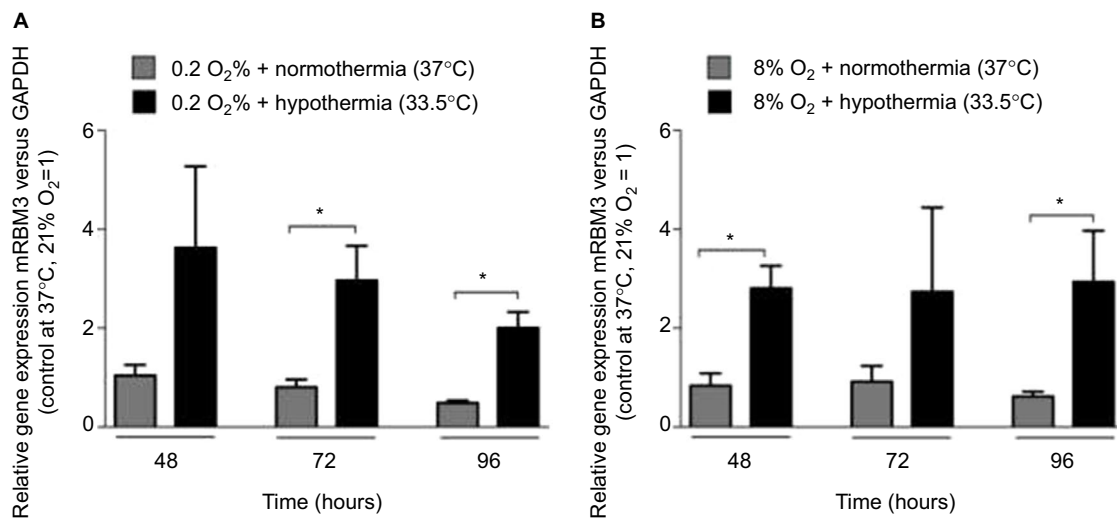 A
Relative gene expression mRBM3 versus GAPDH
(control at 37°C, 21% O₂=1)
0.2 O₂% + normothermia (37°C)
0.2 O₂% + hypothermia (33.5°C)
6
4
2
0
*
*
48 72 96
Time (hours)
B
Relative gene expression mRBM3 versus GAPDH
(control at 37°C, 21% O₂ = 1)
8% O₂ + normothermia (37°C)
8% O₂ + hypothermia (33.5°C)
6
4
2
0
*
*
48 72 96
Time (hours)